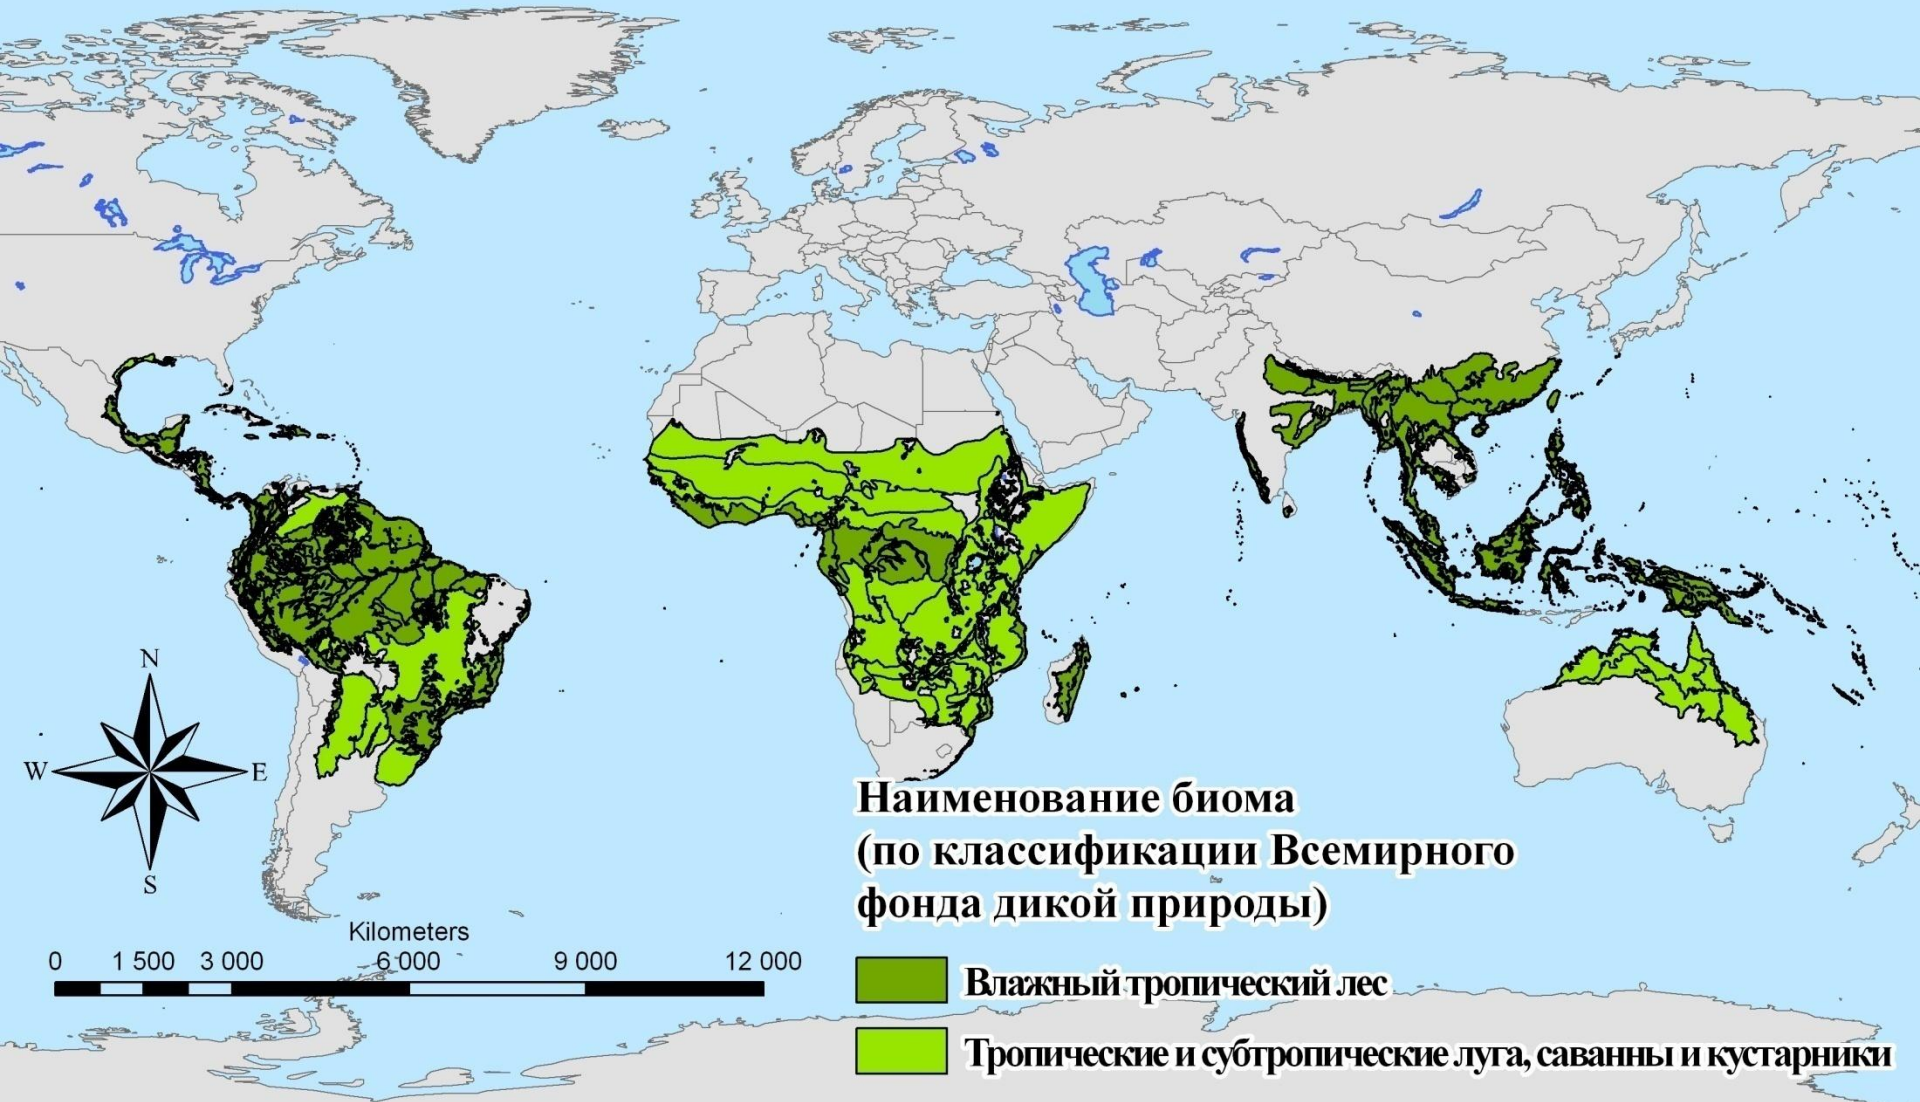 N
W
E
S
Kilometers
0 1 500 3 000 6 000 9 000 12 000
Наименование биома
(по классификации Всемирного
фонда дикой природы)
Влажный тропический лес
Тропические и субтропические луга, саванны и кустарники